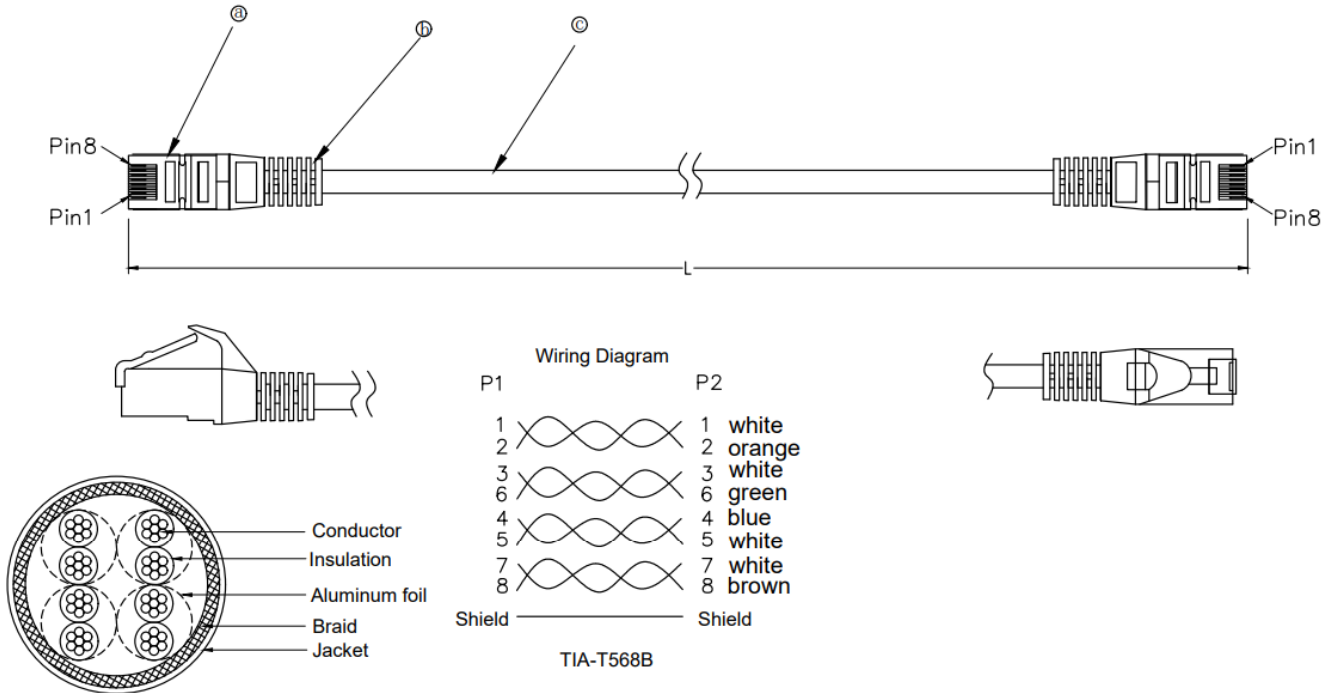 ⓐ
ⓑ
ⓒ
Pin8
Pin1
Pin1
Pin8
L
Wiring Diagram
P1 P2
1 1 white
2 2 orange
3 3 white
6 6 green
4 4 blue
5 5 white
7 7 white
8 8 brown
Shield Shield
TIA-T568B
Conductor
Insulation
Aluminum foil
Braid
Jacket